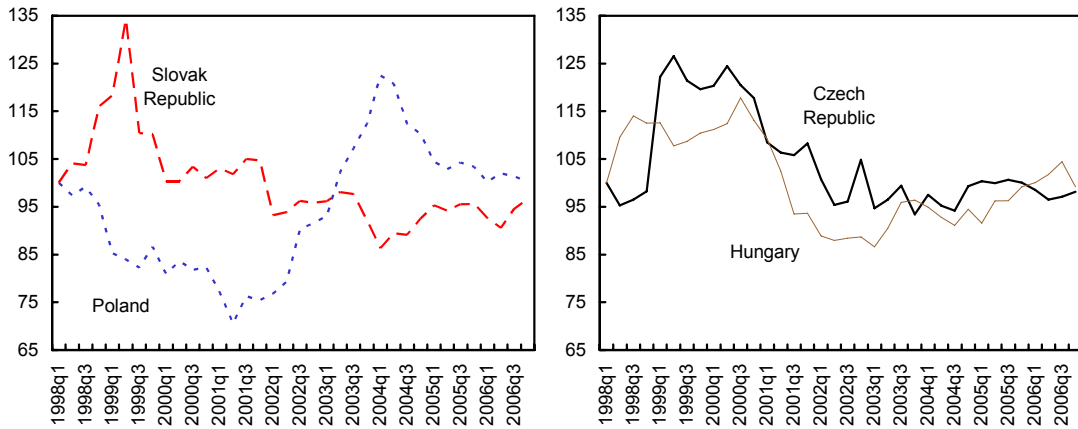 135
125
115
105
95
85
75
65
Slovak
Republic
Poland
1998q1
1998q3
1999q1
1999q3
2000q1
2000q3
2001q1
2001q3
2002q1
2002q3
2003q1
2003q3
2004q1
2004q3
2005q1
2005q3
2006q1
2006q3
135
125
115
105
95
85
75
65
Czech
Republic
Hungary
1998q1
1998q3
1999q1
1999q3
2000q1
2000q3
2001q1
2001q3
2002q1
2002q3
2003q1
2003q3
2004q1
2004q3
2005q1
2005q3
2006q1
2006q3